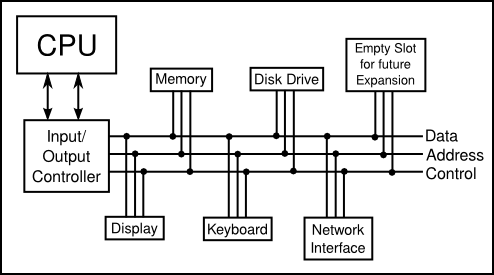 CPU
Empty Slot
for future
Expansion
Memory
Disk Drive
Input/
Output
Controller
Data
Address
Control
Display
Keyboard
Network
Interface